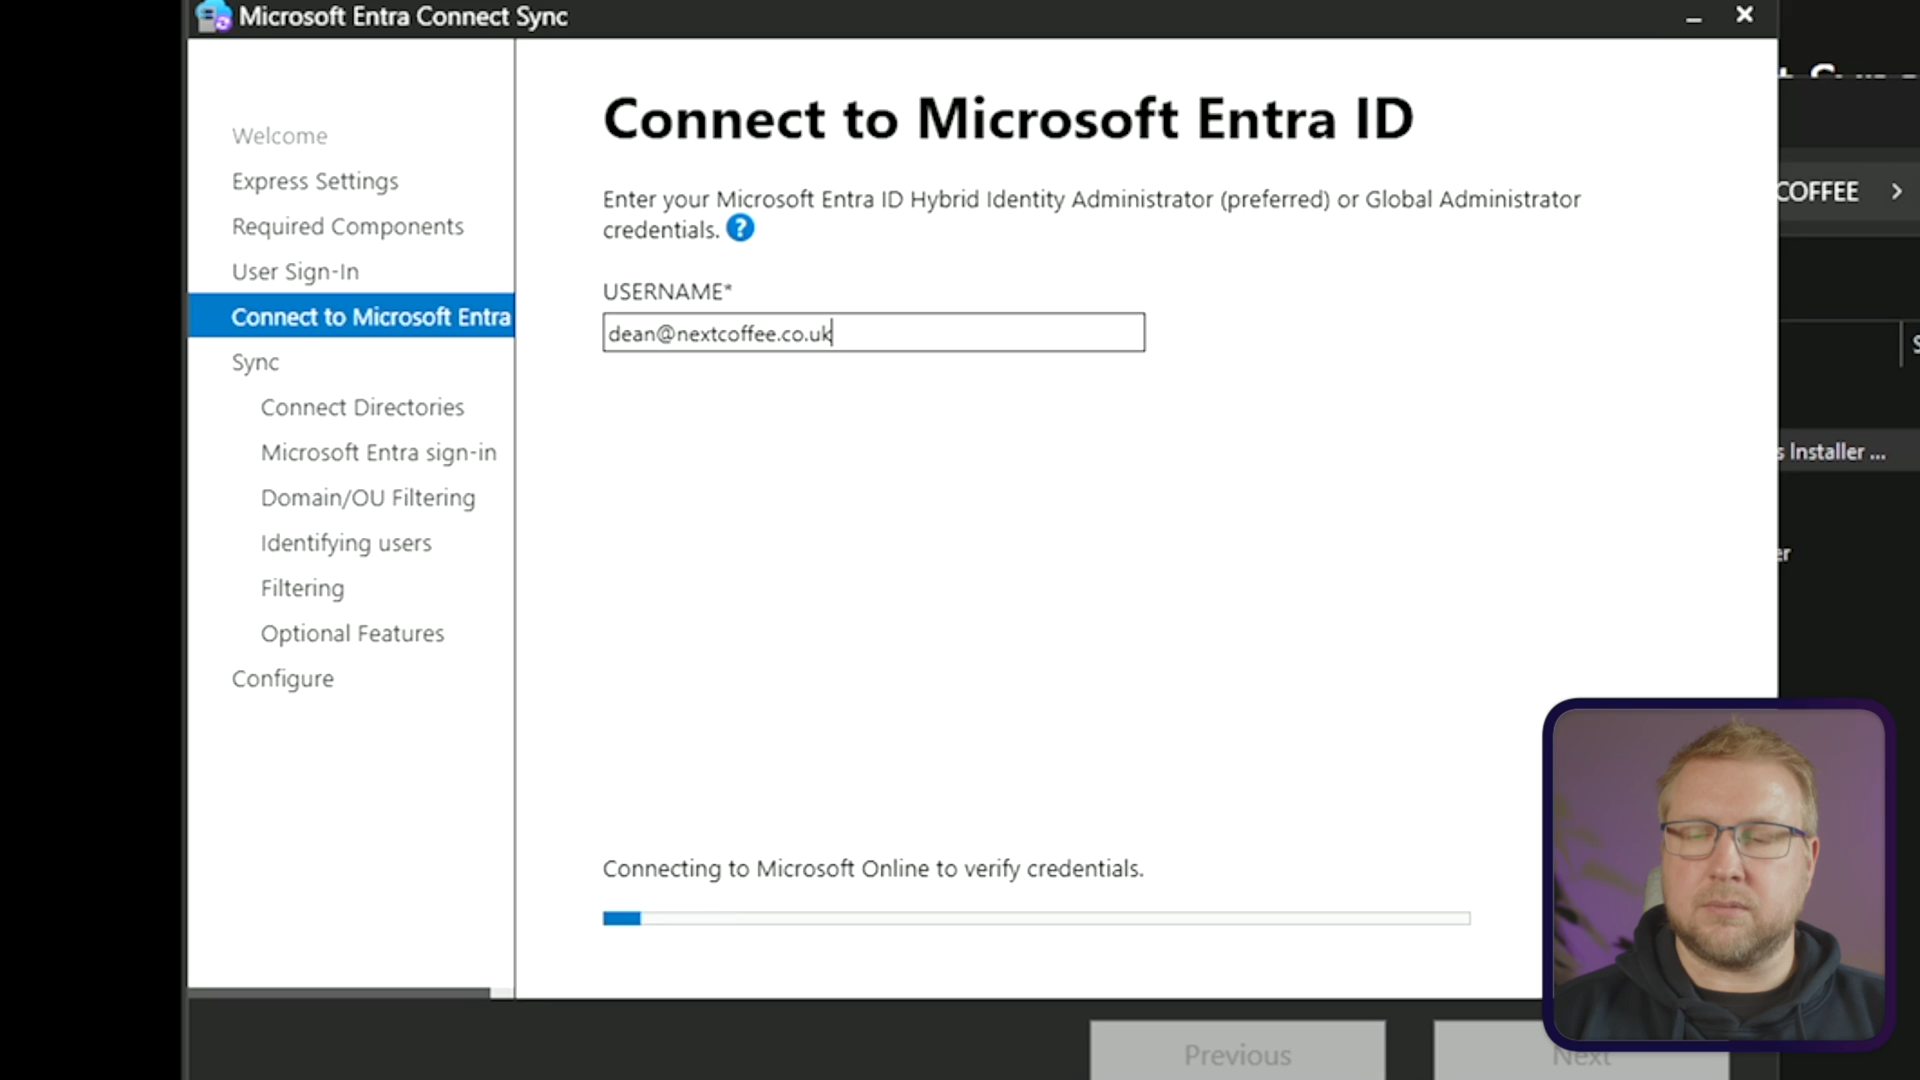 Microsoft Entra Connect Sync
Welcome
Express Settings
Required Components
User Sign-In
Connect to Microsoft Entra
Sync
Connect Directories
Microsoft Entra sign-in
Domain/OU Filtering
Identifying users
Filtering
Optional Features
Configure
Connect to Microsoft Entra ID
Enter your Microsoft Entra ID Hybrid Identity Administrator (preferred) or Global Administrator
credentials. ?
USERNAME*
dean@nextcoffee.co.uk
Connecting to Microsoft Online to verify credentials.
Previous
Next
COFFEE >
s Installer ...
er